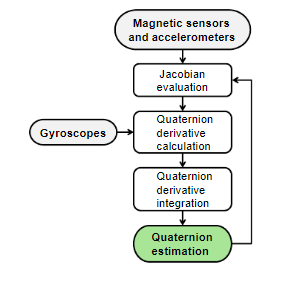 Magnetic sensors
and accelerometers
Jacobian
evaluation
Gyroscopes
Quaternion
derivative
calculation
Quaternion
derivative
integration
Quaternion
estimation